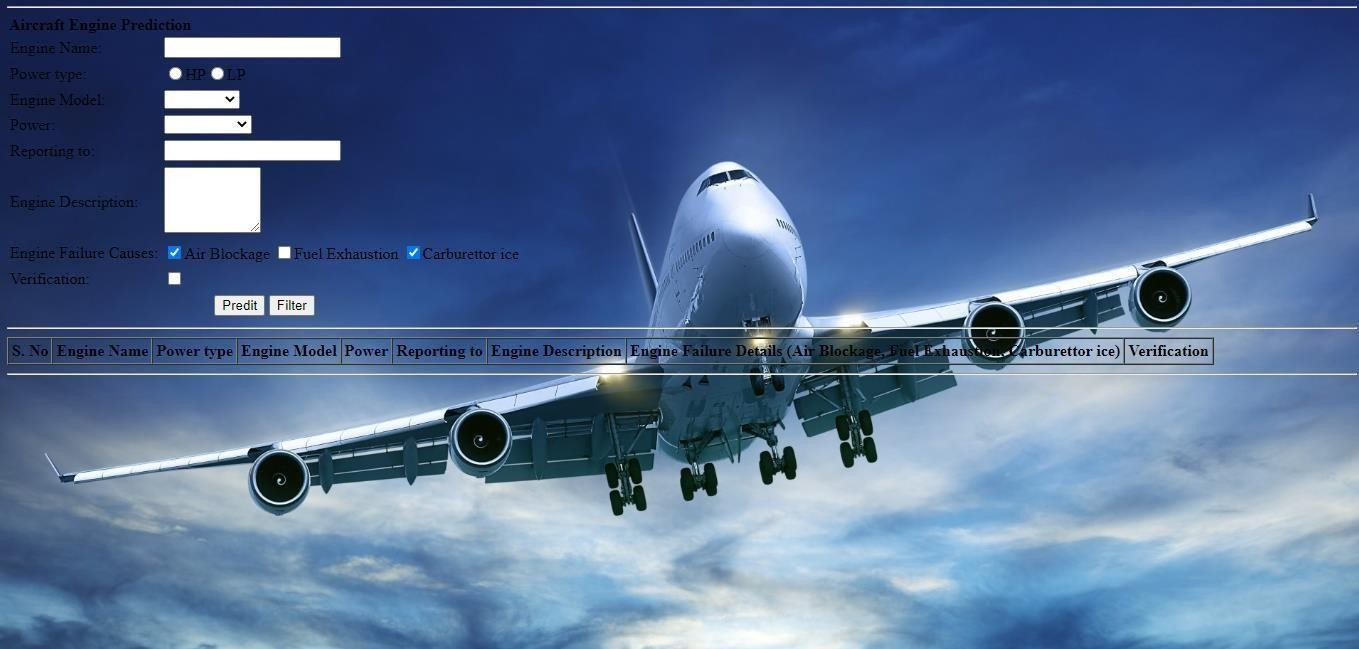 Aircraft Engine Prediction
Engine Name:
Power type: HP LP
Engine Model:
Power:
Reporting to:
Engine Description:
Engine Failure Causes: Air Blockage Fuel Exhaustion Carburettor ice
Verification:
Predit Filter
S. No Engine Name Power type Engine Model Power Reporting to Engine Description Engine Failure Details (Air Blockage, Fuel Exhaustion, Carburettor ice) Verification